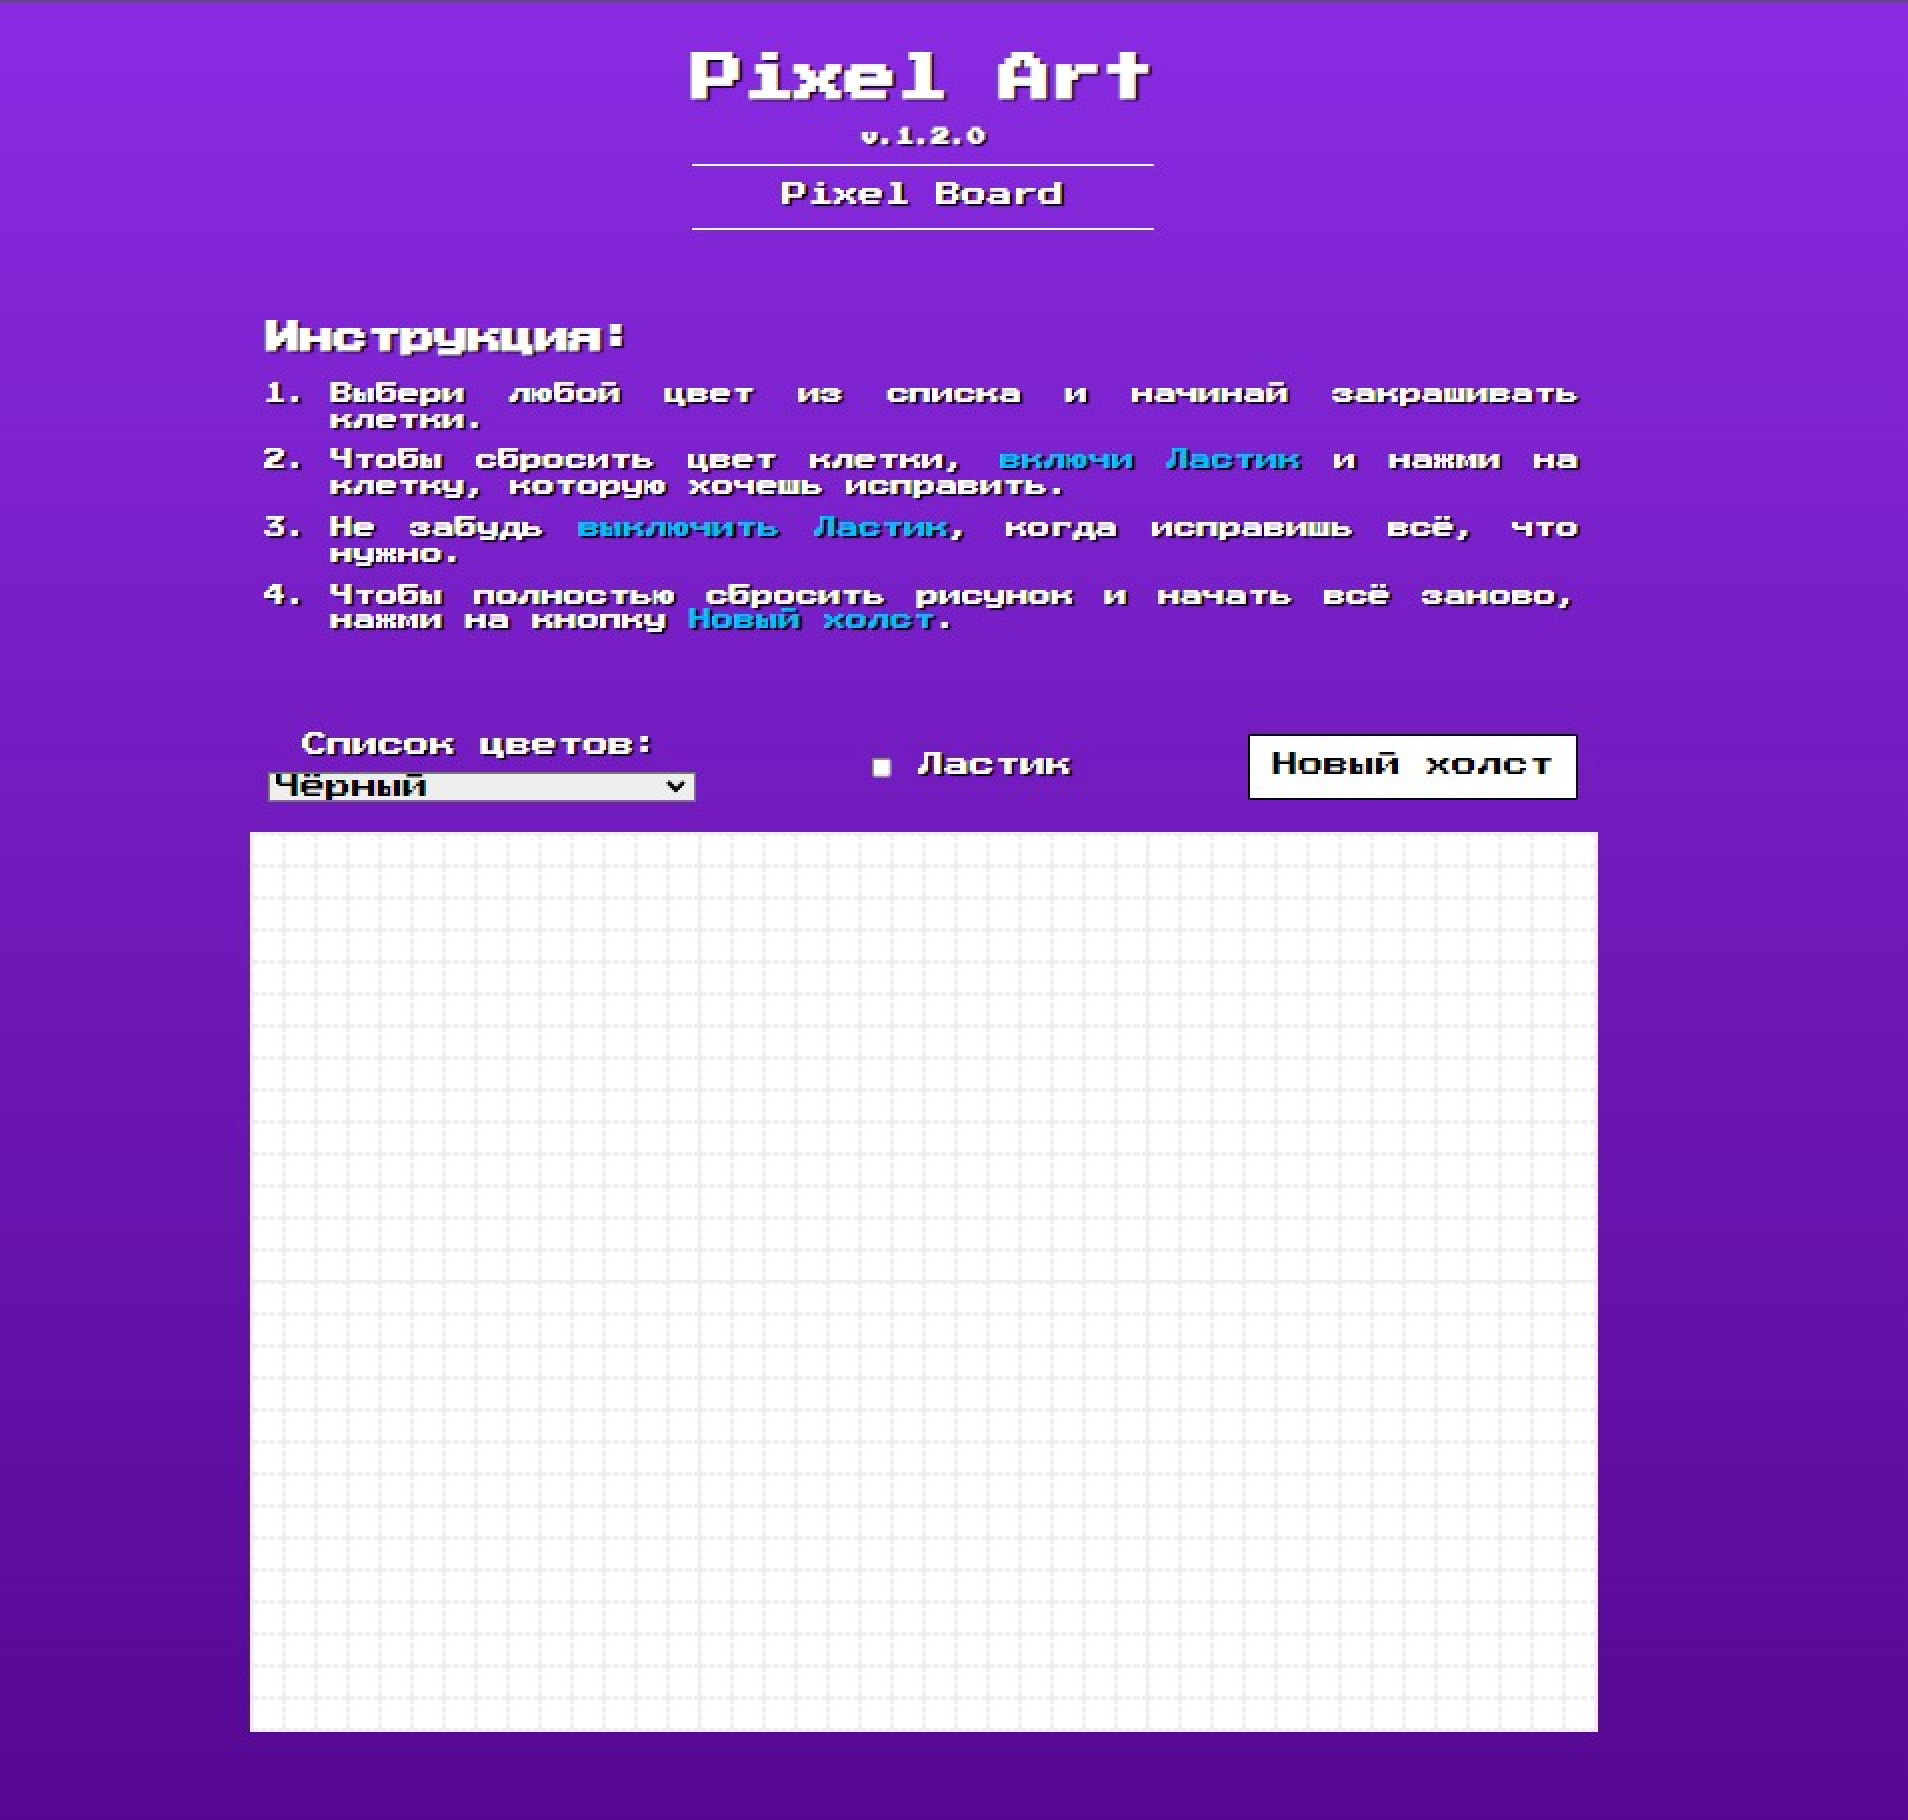 Pixel Art
v.1.2.0
Pixel Board
Инструкция:
1. Выбери любой цвет из списка и начинай закрашивать
клетки.
2. Чтобы сбросить цвет клетки, включи Ластик и нажми на
клетку, которую хочешь исправить.
3. Не забудь выключить Ластик, когда исправишь всё, что
нужно.
4. Чтобы полностью сбросить рисунок и начать всё заново,
нажми на кнопку Новый холст.
Список цветов:
Чёрный
Ластик
Новый холст